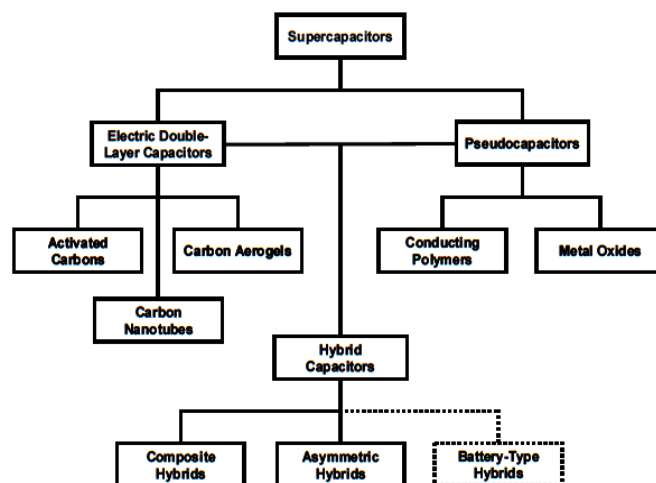 Supercapacitors
Electric Double-
Layer Capacitors
Pseudocapacitors
Activated
Carbons
Carbon Aerogels
Conducting
Polymers
Metal Oxides
Carbon
Nanotubes
Hybrid
Capacitors
Composite
Hybrids
Asymmetric
Hybrids
Battery-Type
Hybrids